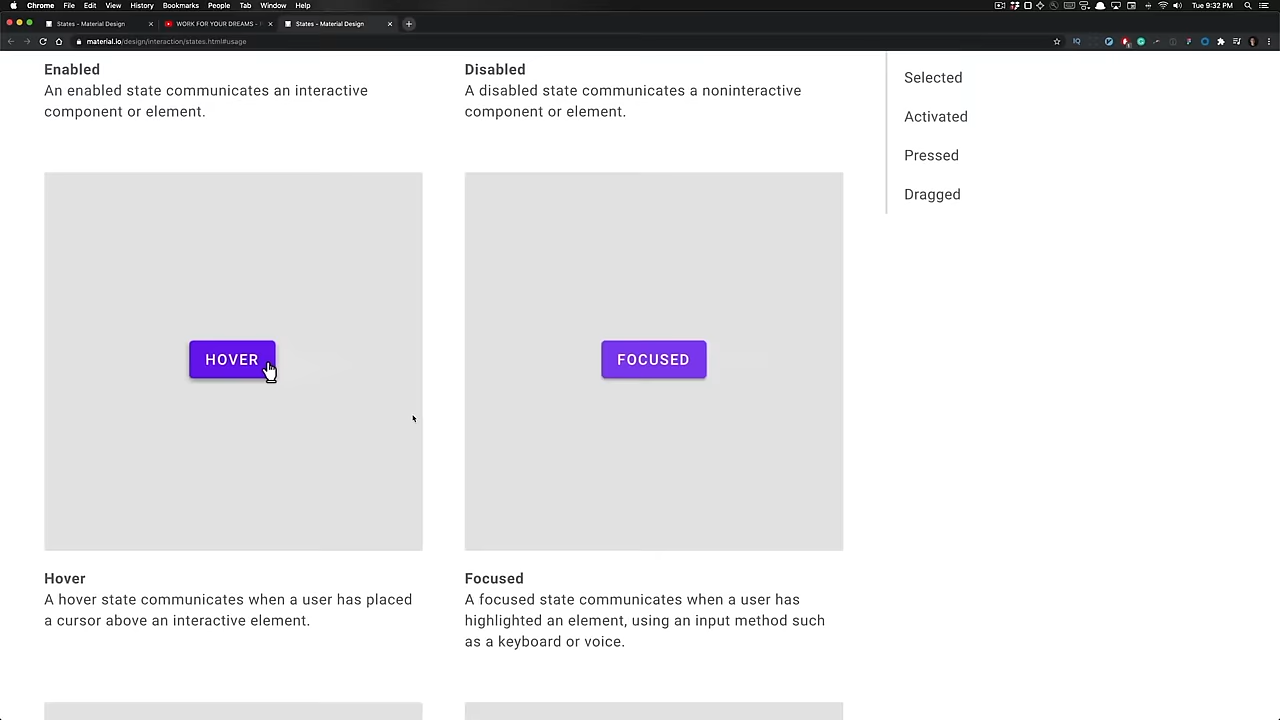 Chrome File Edit View History Bookmarks People Tab Window Help
Tue 9:32 PM
States - Material Design
WORK FOR YOUR DREAMS -
States - Material Design
material.io/design/interaction/states.html#usage
Enabled
An enabled state communicates an interactive
component or element.
Disabled
A disabled state communicates a noninteractive
component or element.
Selected
Activated
Pressed
Dragged
HOVER
FOCUSED
Hover
A hover state communicates when a user has placed
a cursor above an interactive element.
Focused
A focused state communicates when a user has
highlighted an element, using an input method such
as a keyboard or voice.